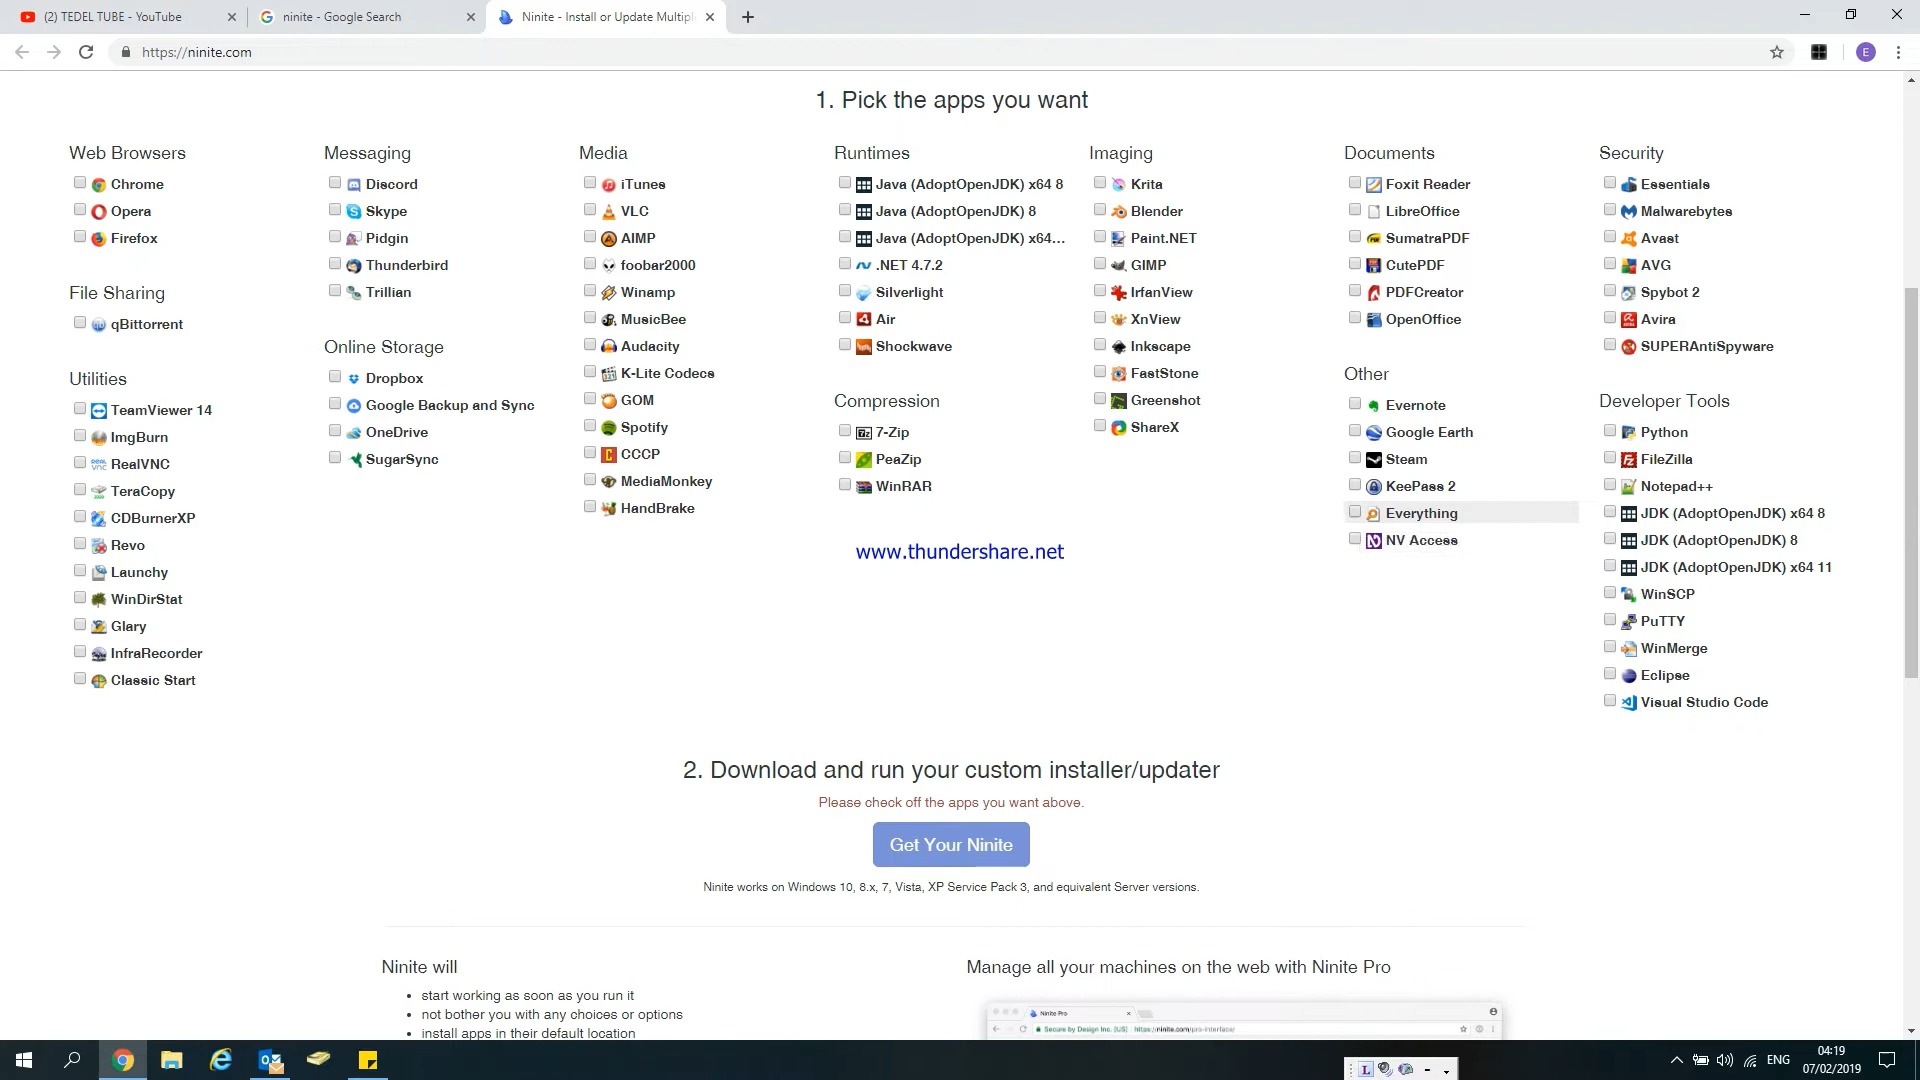 (2) TEDEL TUBE - YouTube
ninite - Google Search
Ninite - Install or Update Multipl
https://ninite.com
E
1. Pick the apps you want
Web Browsers
Chrome
Opera
Firefox
File Sharing
qBittorrent
Utilities
TeamViewer 14
ImgBurn
RealVNC
TeraCopy
CDBurnerXP
Revo
Launchy
WinDirStat
Glary
InfraRecorder
Classic Start
Messaging
Discord
Skype
Pidgin
Thunderbird
Trillian
Online Storage
Dropbox
Google Backup and Sync
OneDrive
SugarSync
Media
iTunes
VLC
AIMP
foobar2000
Winamp
MusicBee
Audacity
K-Lite Codecs
GOM
Spotify
CCCP
MediaMonkey
HandBrake
Runtimes
Java (AdoptOpenJDK) x64 8
Java (AdoptOpenJDK) 8
Java (AdoptOpenJDK) x64...
.NET 4.7.2
Silverlight
Air
Shockwave
Compression
7-Zip
PeaZip
WinRAR
www.thundershare.net
Imaging
Krita
Blender
Paint.NET
GIMP
IrfanView
XnView
Inkscape
FastStone
Greenshot
ShareX
Documents
Foxit Reader
LibreOffice
SumatraPDF
CutePDF
PDFCreator
OpenOffice
Other
Evernote
Google Earth
Steam
KeePass 2
Everything
NV Access
Security
Essentials
Malwarebytes
Avast
AVG
Spybot 2
Avira
SUPERAntiSpyware
Developer Tools
Python
FileZilla
Notepad++
JDK (AdoptOpenJDK) x64 8
JDK (AdoptOpenJDK) 8
JDK (AdoptOpenJDK) x64 11
WinSCP
PuTTY
WinMerge
Eclipse
Visual Studio Code
2. Download and run your custom installer/updater
Please check off the apps you want above.
Get Your Ninite
Ninite works on Windows 10, 8.x, 7, Vista, XP Service Pack 3, and equivalent Server versions.
Ninite will
• start working as soon as you run it
• not bother you with any choices or options
• install apps in their default location
Manage all your machines on the web with Ninite Pro
Ninite Pro
Secure by Design Inc. [US] https://ninite.com/pro-interface/
L
ENG
04:19
07/02/2019